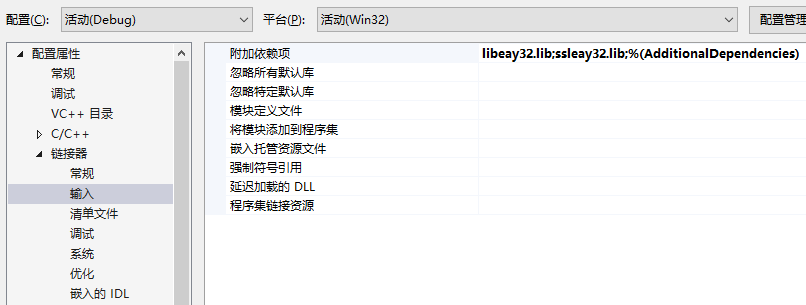 配置(C): 活动(Debug) 平台(P): 活动(Win32) 配置管理
配置属性
常规
调试
VC++ 目录
C/C++
链接器
常规
输入
清单文件
调试
系统
优化
嵌入的 IDL
附加依赖项 libeay32.lib;ssleay32.lib;%(AdditionalDependencies)
忽略所有默认库
忽略特定默认库
模块定义文件
将模块添加到程序集
嵌入托管资源文件
强制符号引用
延迟加载的 DLL
程序集链接资源